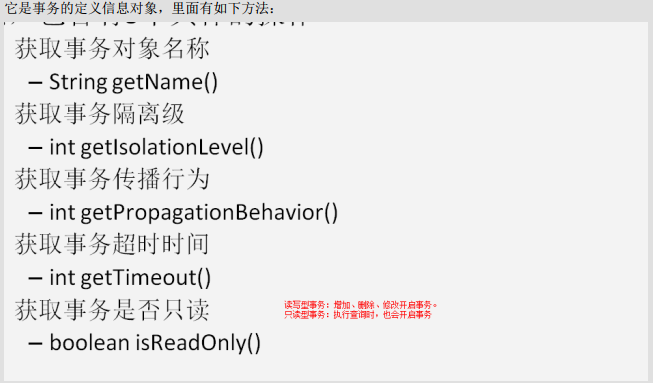 它是事务的定义信息对象，里面有如下方法：
获取事务对象名称
– String getName()
获取事务隔离级
– int getIsolationLevel()
获取事务传播行为
– int getPropagationBehavior()
获取事务超时时间
– int getTimeout()
获取事务是否只读
读写型事务：增加、删除、修改开启事务。
只读型事务：执行查询时，也会开启事务
– boolean isReadOnly()